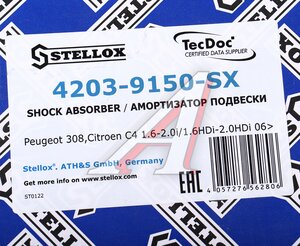 STELLOX
TecDoc
CERTIFIED DATA SUPPLIER
4203-9150-SX
SHOCK ABSORBER / АМОРТИЗАТОР ПОДВЕСКИ
Peugeot 308,Citroen C4 1.6-2.0i/1.6HDi-2.0HDi 06>
Stellox® ATH&S GmbH, Germany
Get more information on www.stellox.com
ST0122
EAC
4 057276 562806